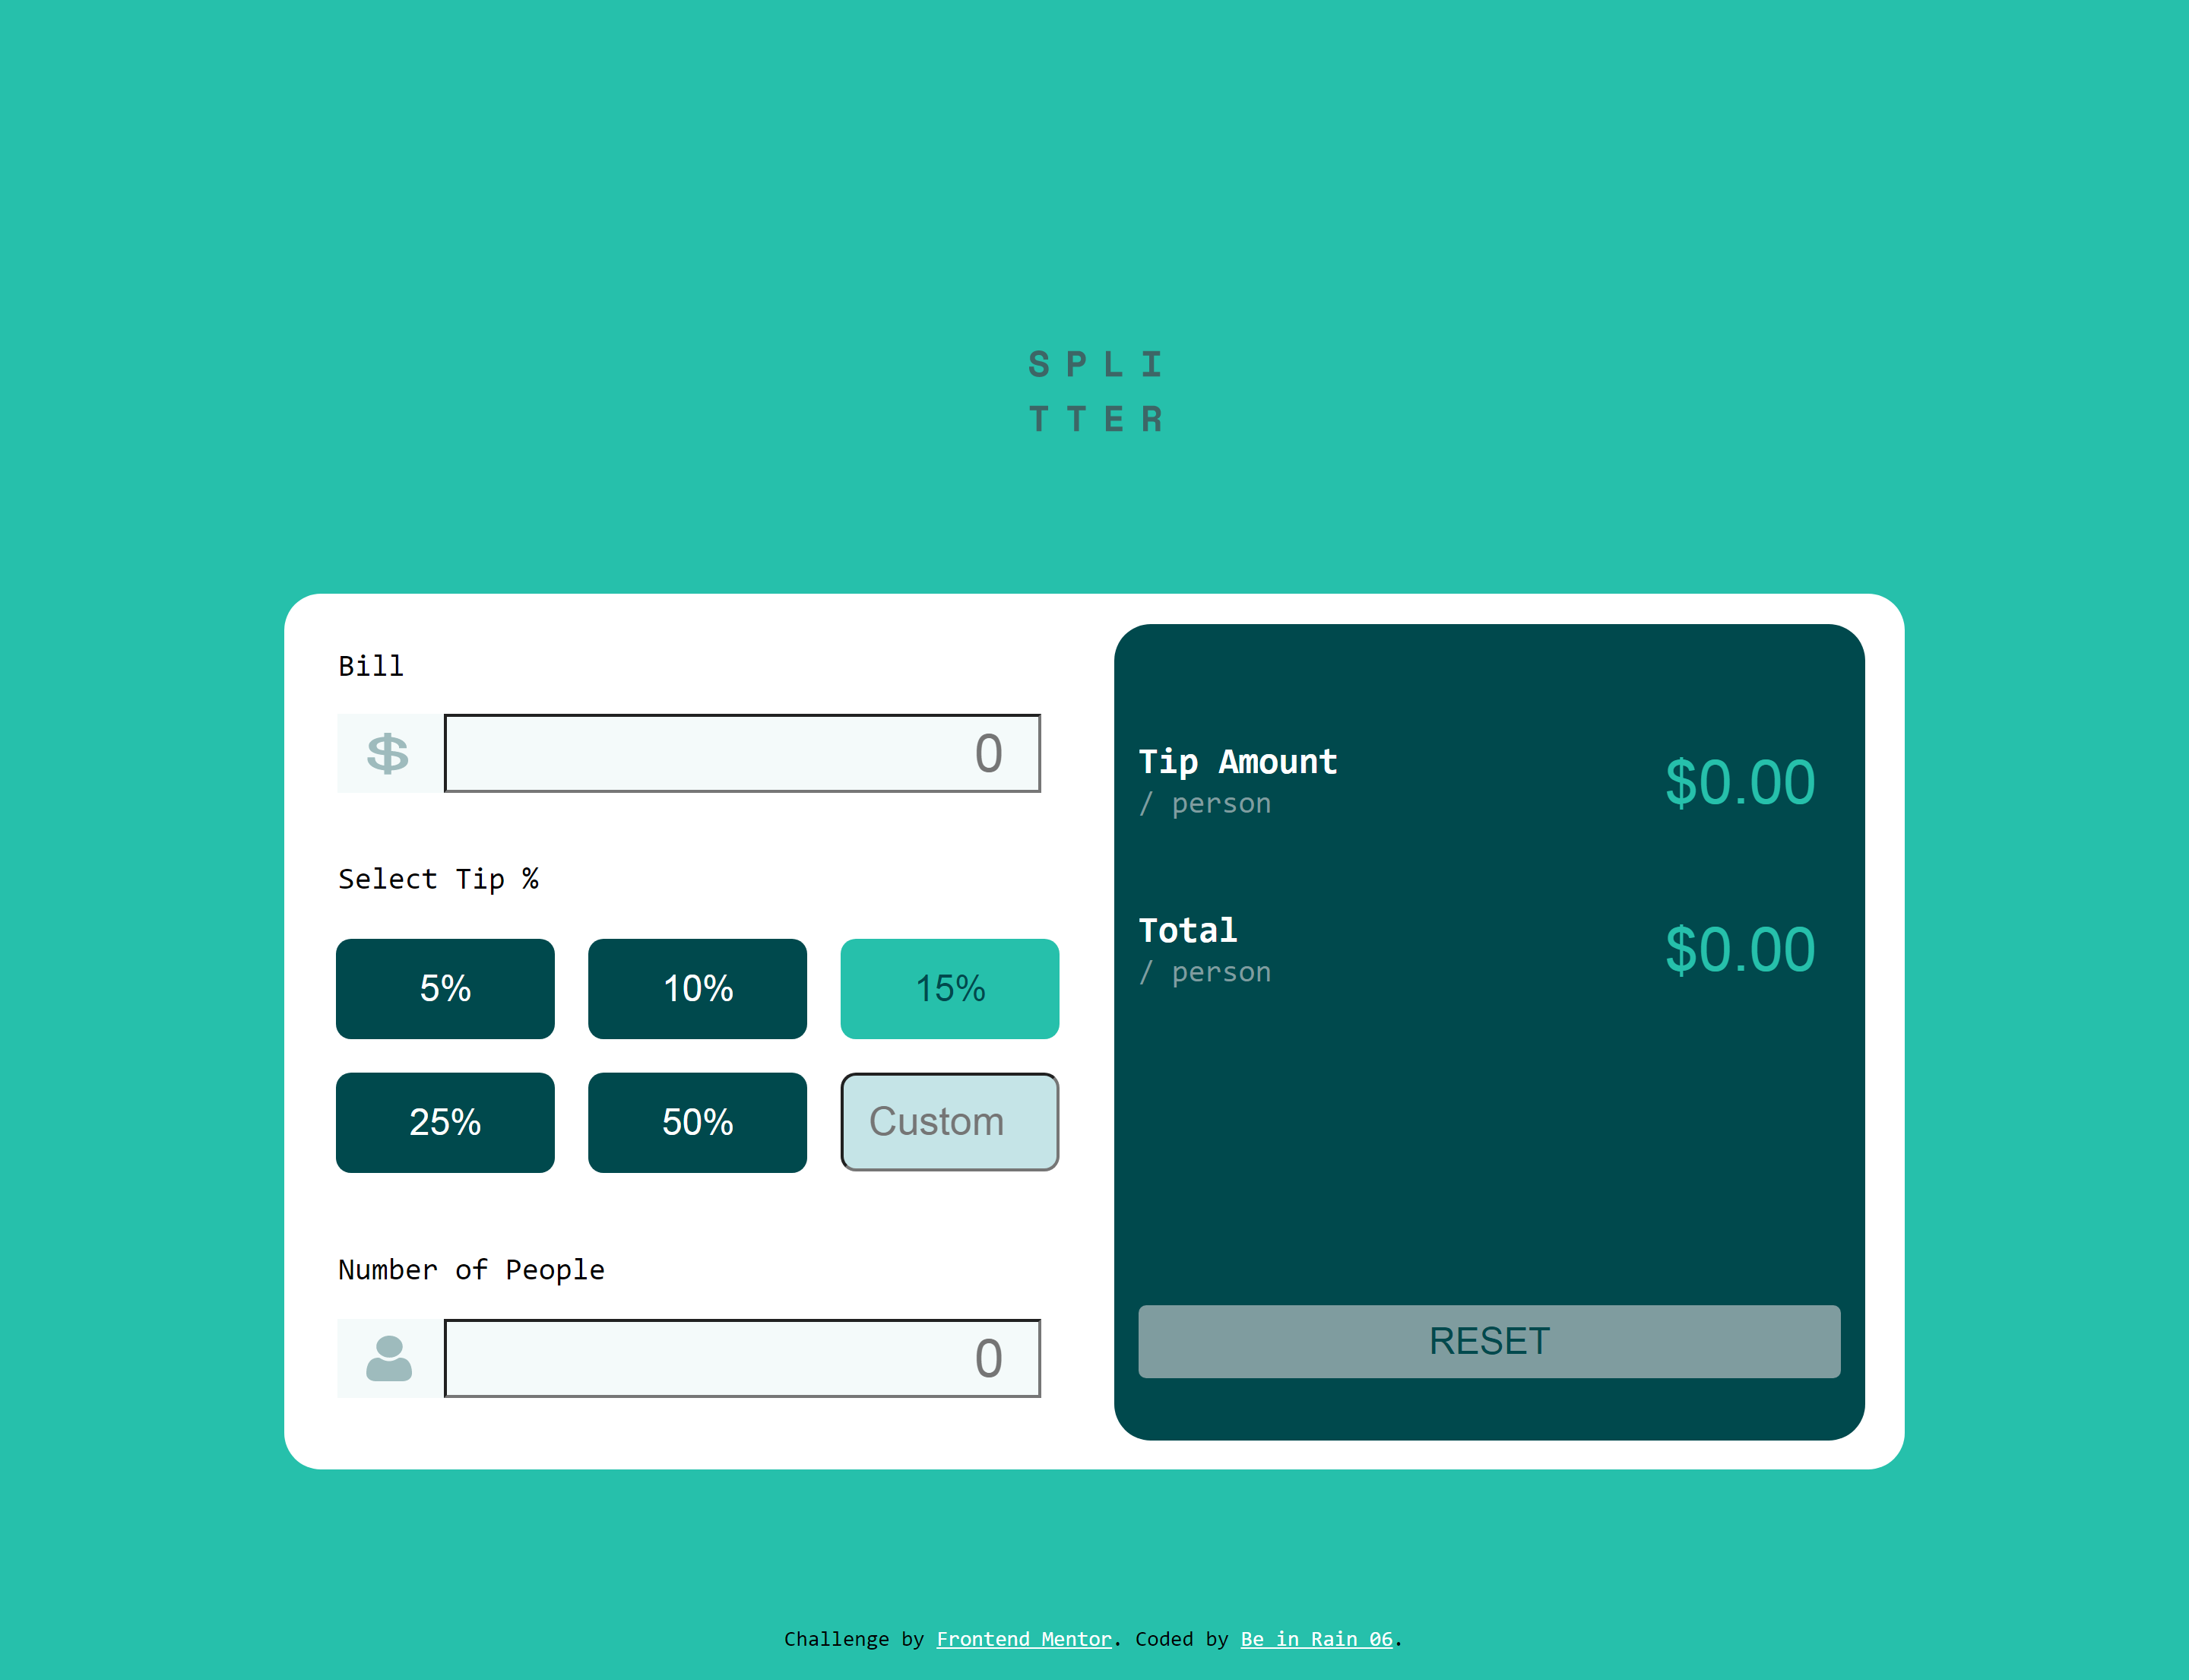 SPLI
TTER
Bill
$
0
Select Tip %
5%
10%
15%
25%
50%
Custom
Number of People
0
Tip Amount
/ person
$0.00
Total
/ person
$0.00
RESET
Challenge by Frontend Mentor. Coded by Be in Rain 06.